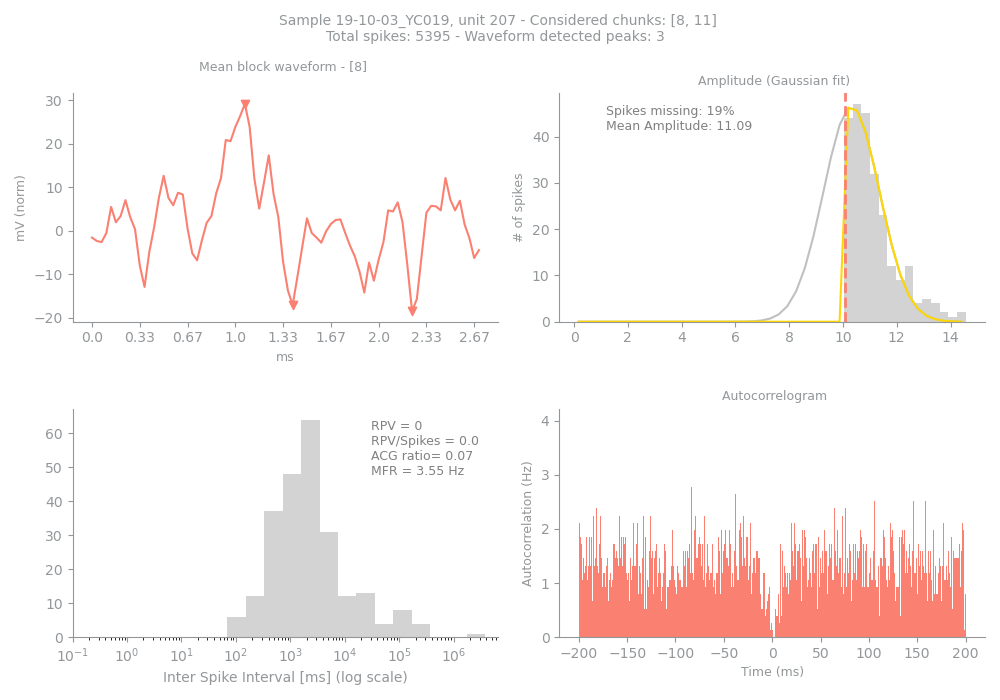 Sample 19-10-03_YC019, unit 207 - Considered chunks: [8, 11]
Total spikes: 5395 - Waveform detected peaks: 3
Mean block waveform - [8]
30
20
10
0
−10
−20
mV (norm)
0.0 0.33 0.67 1.0 1.33 1.67 2.0 2.33 2.67
ms
Amplitude (Gaussian fit)
Spikes missing: 19%
Mean Amplitude: 11.09
40
30
20
10
0
# of spikes
0 2 4 6 8 10 12 14
RPV = 0
RPV/Spikes = 0.0
ACG ratio= 0.07
MFR = 3.55 Hz
60
50
40
30
20
10
0
10⁻¹ 10⁰ 10¹ 10² 10³ 10⁴ 10⁵ 10⁶
Inter Spike Interval [ms] (log scale)
Autocorrelogram
4
3
2
1
0
Autocorrelation (Hz)
−200 −150 −100 −50 0 50 100 150 200
Time (ms)